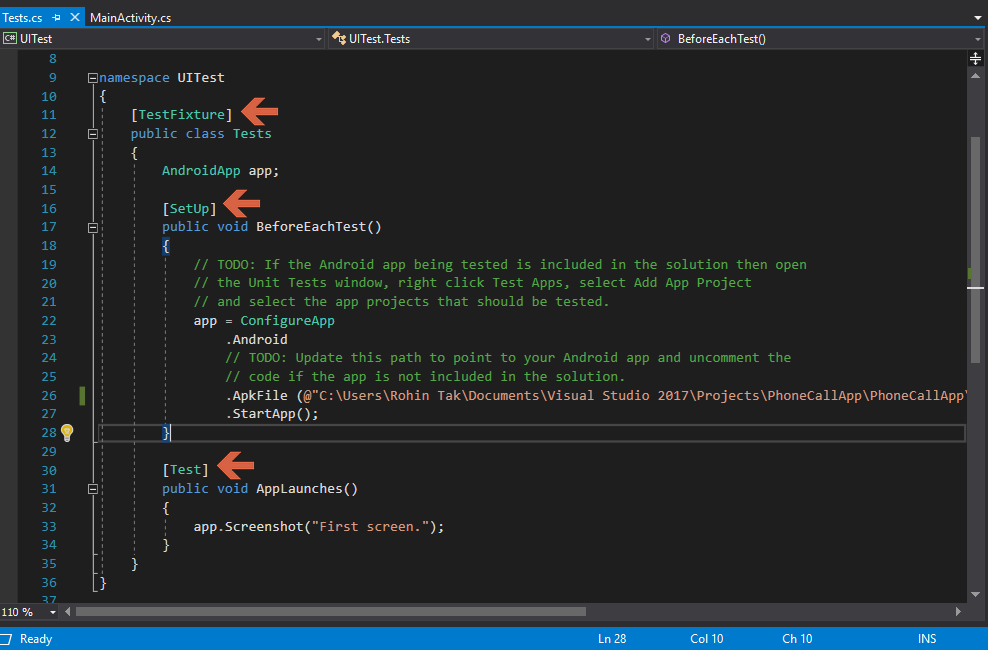 Tests.cs MainActivity.cs
C# UITest UITest.Tests BeforeEachTest()
8
9 namespace UITest
10 {
11 [TestFixture]
12 public class Tests
13 {
14 AndroidApp app;
15
16 [SetUp]
17 public void BeforeEachTest()
18 {
19 // TODO: If the Android app being tested is included in the solution then open
20 // the Unit Tests window, right click Test Apps, select Add App Project
21 // and select the app projects that should be tested.
22 app = ConfigureApp
23 .Android
24 // TODO: Update this path to point to your Android app and uncomment the
25 // code if the app is not included in the solution.
26 .ApkFile (@"C:\Users\Rohin Tak\Documents\Visual Studio 2017\Projects\PhoneCallApp\PhoneCallApp\
27 .StartApp();
28 }
29
30 [Test]
31 public void AppLaunches()
32 {
33 app.Screenshot("First screen.");
34 }
35 }
36 }
37
110 %
Ready Ln 28 Col 10 Ch 10 INS